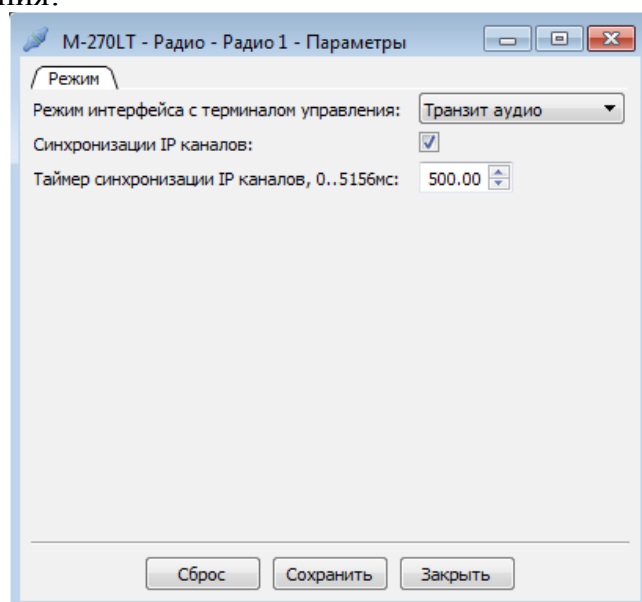 M-270LT - Радио - Радио 1 - Параметры
Режим
Режим интерфейса с терминалом управления: Транзит аудио
Синхронизации IP каналов:
Таймер синхронизации IP каналов, 0..5156мс: 500.00
Сброс Сохранить Закрыть